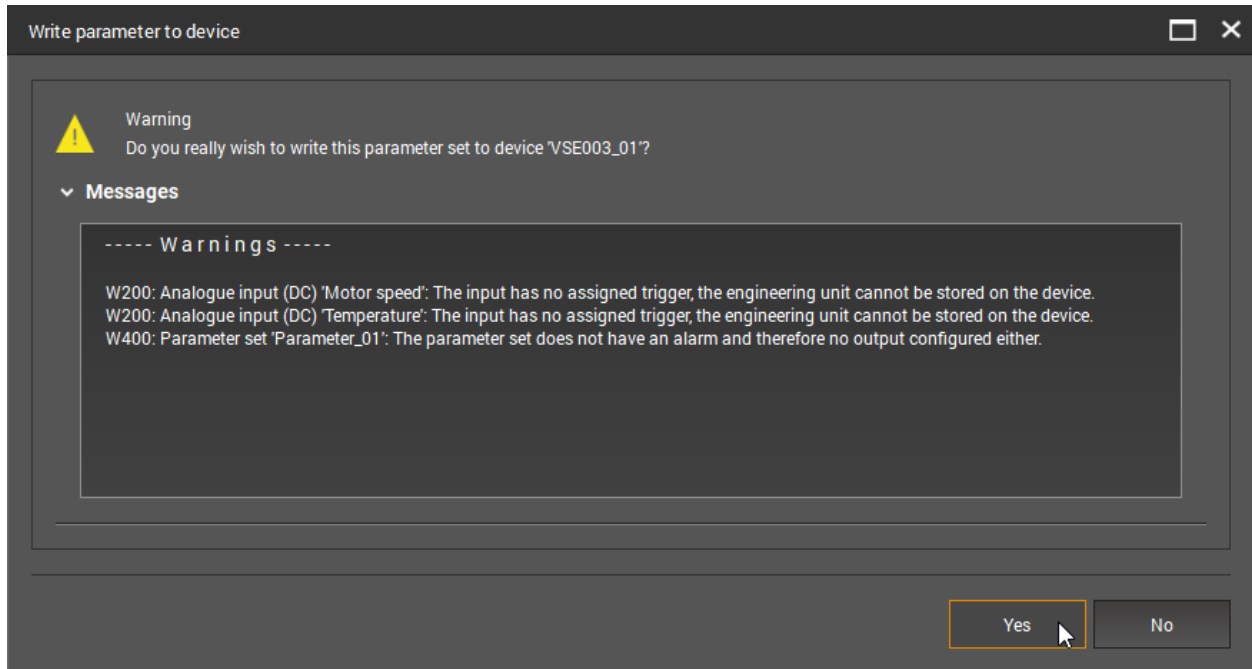 Write parameter to device
Warning
Do you really wish to write this parameter set to device 'VSE003_01'?
Messages
----- W a r n i n g s -----
W200: Analogue input (DC) 'Motor speed': The input has no assigned trigger, the engineering unit cannot be stored on the device.
W200: Analogue input (DC) 'Temperature': The input has no assigned trigger, the engineering unit cannot be stored on the device.
W400: Parameter set 'Parameter_01': The parameter set does not have an alarm and therefore no output configured either.
Yes
No